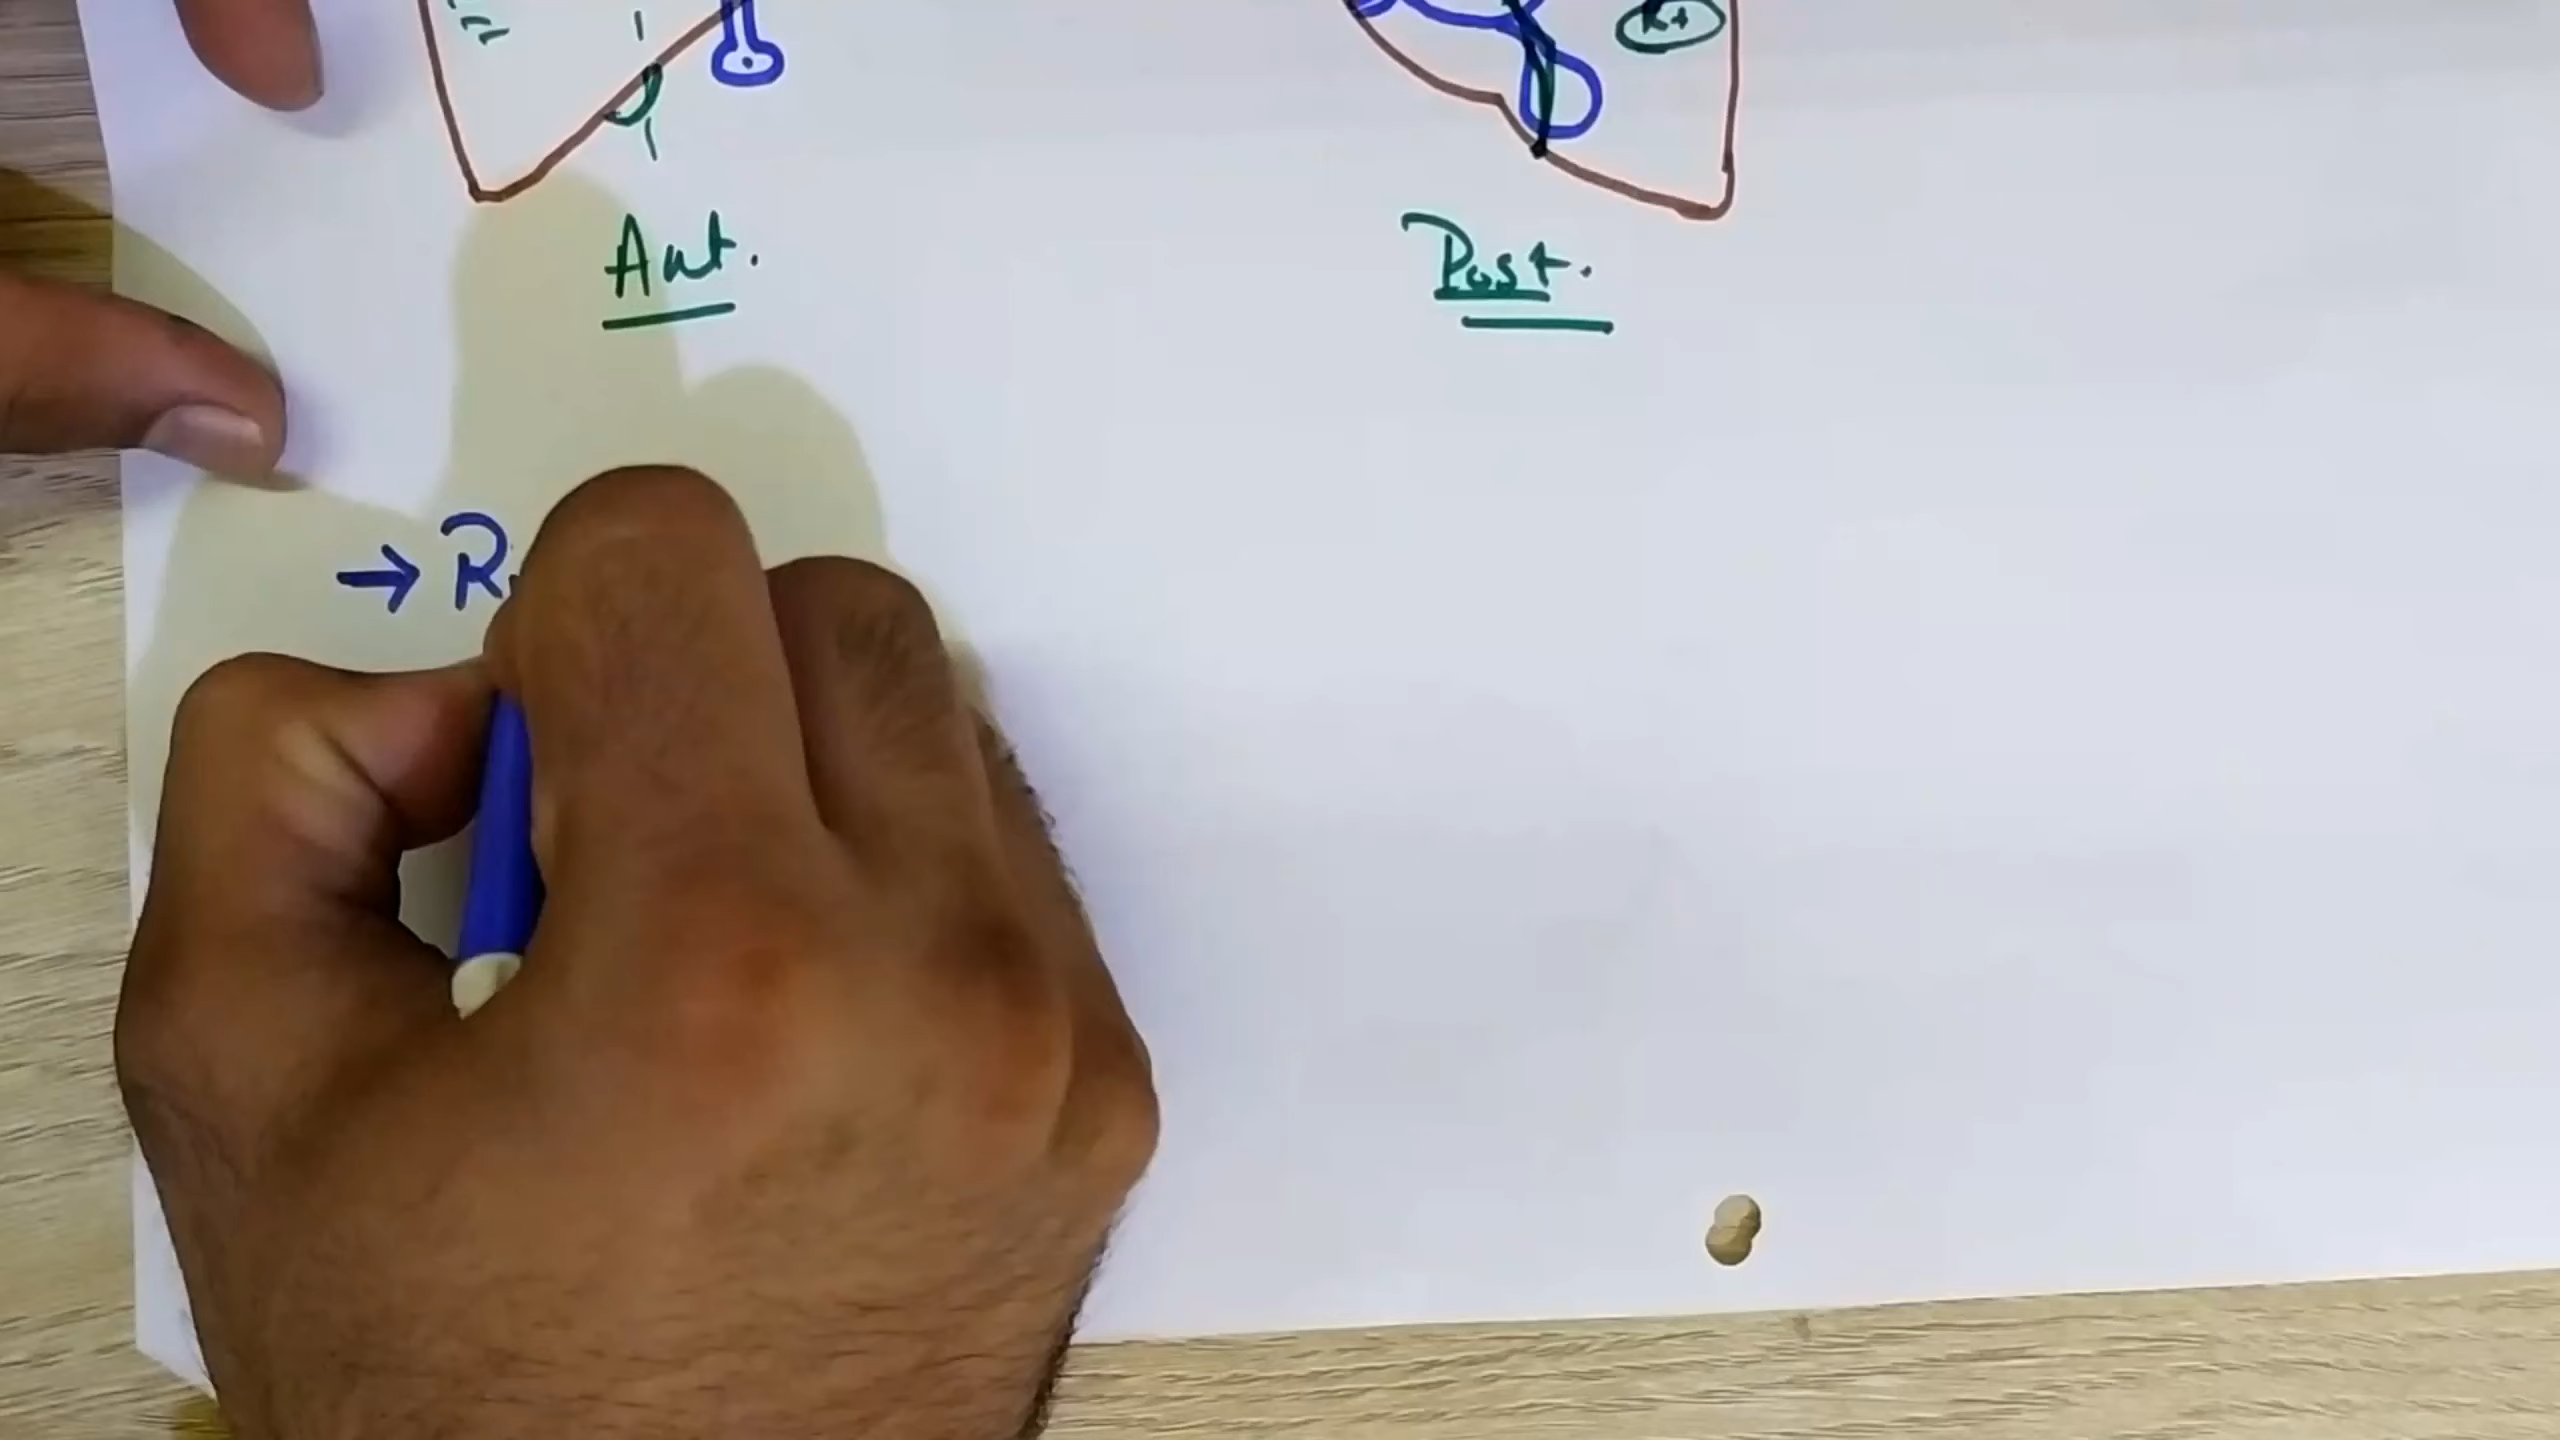 Ant.
Post.
→ R